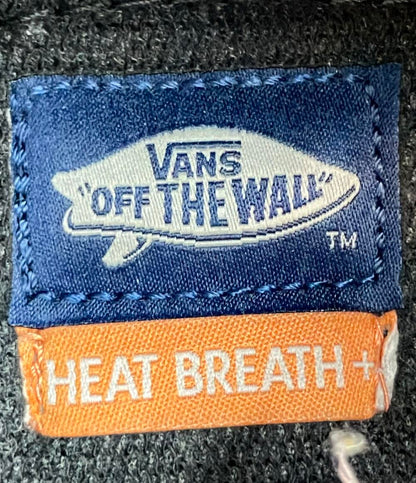 VANS
"OFF THE WALL"
TM
HEAT BREATH +